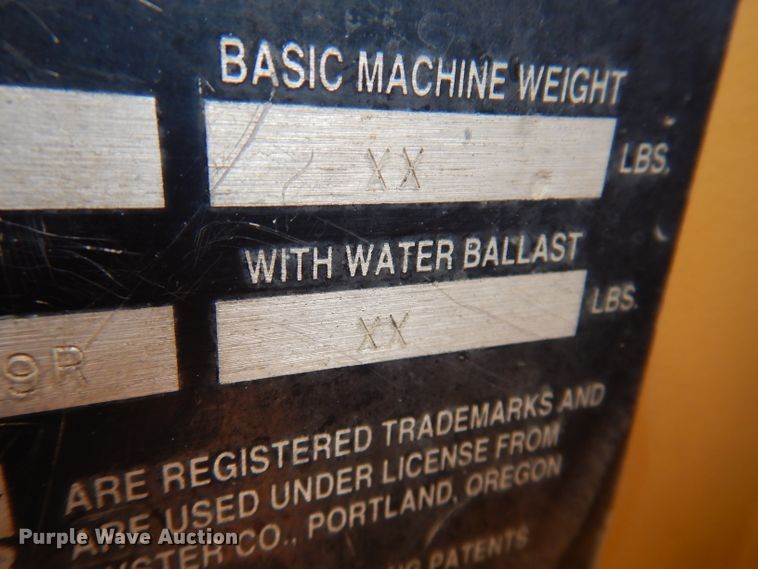 BASIC MACHINE WEIGHT
XX LBS.
WITH WATER BALLAST
XX LBS.
9R
ARE REGISTERED TRADEMARKS AND
ARE USED UNDER LICENSE FROM
YSTER CO., PORTLAND, OREGON
PATENTS
Purple Wave Auction